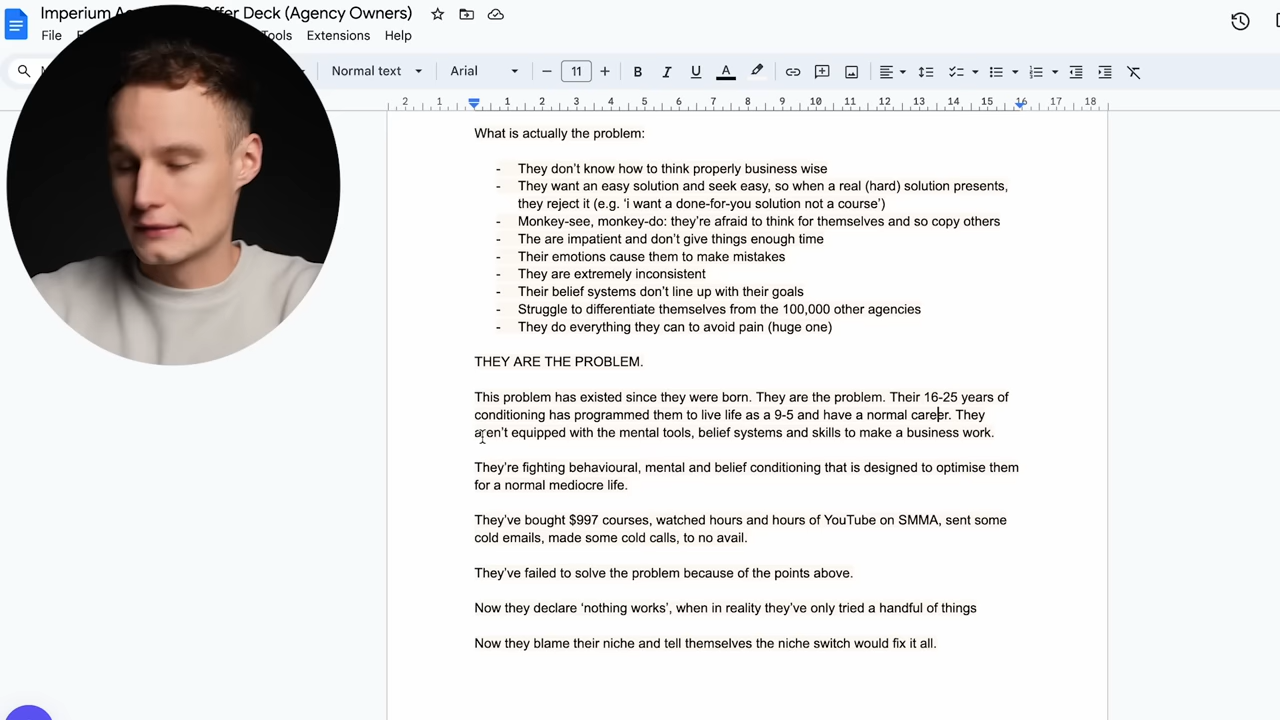 Imperium A
ffer Deck (Agency Owners)
File
Tools
Extensions
Help
Normal text
Arial
11
B
I
U
A
2 1 1 2 3 4 5 6 7 8 9 10 11 12 13 14 15 16 17 18
What is actually the problem:
- They don’t know how to think properly business wise
- They want an easy solution and seek easy, so when a real (hard) solution presents,
they reject it (e.g. ‘i want a done-for-you solution not a course’)
- Monkey-see, monkey-do: they’re afraid to think for themselves and so copy others
- The are impatient and don’t give things enough time
- Their emotions cause them to make mistakes
- They are extremely inconsistent
- Their belief systems don’t line up with their goals
- Struggle to differentiate themselves from the 100,000 other agencies
- They do everything they can to avoid pain (huge one)
THEY ARE THE PROBLEM.
This problem has existed since they were born. They are the problem. Their 16-25 years of
conditioning has programmed them to live life as a 9-5 and have a normal career. They
aren’t equipped with the mental tools, belief systems and skills to make a business work.
They’re fighting behavioural, mental and belief conditioning that is designed to optimise them
for a normal mediocre life.
They’ve bought $997 courses, watched hours and hours of YouTube on SMMA, sent some
cold emails, made some cold calls, to no avail.
They’ve failed to solve the problem because of the points above.
Now they declare ‘nothing works’, when in reality they’ve only tried a handful of things
Now they blame their niche and tell themselves the niche switch would fix it all.